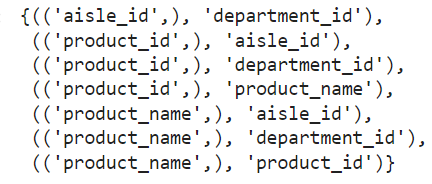 {(('aisle_id',), 'department_id'),
(('product_id',), 'aisle_id'),
(('product_id',), 'department_id'),
(('product_id',), 'product_name'),
(('product_name',), 'aisle_id'),
(('product_name',), 'department_id'),
(('product_name',), 'product_id')}